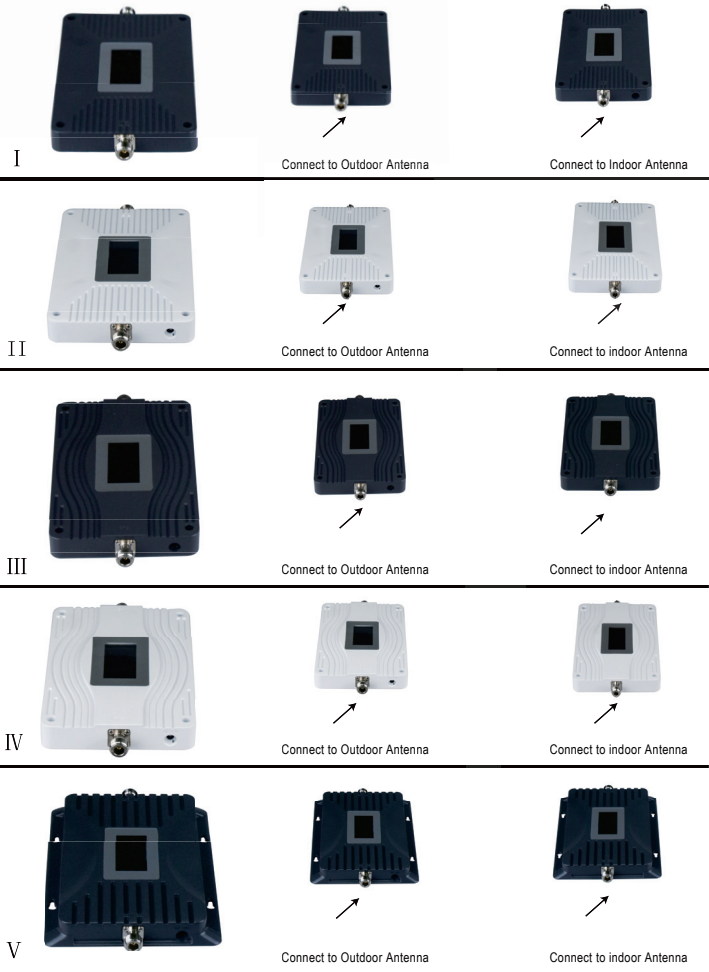 I
Connect to Outdoor Antenna
Connect to Indoor Antenna
II
Connect to Outdoor Antenna
Connect to indoor Antenna
III
Connect to Outdoor Antenna
Connect to indoor Antenna
IV
Connect to Outdoor Antenna
Connect to indoor Antenna
V
Connect to Outdoor Antenna
Connect to indoor Antenna